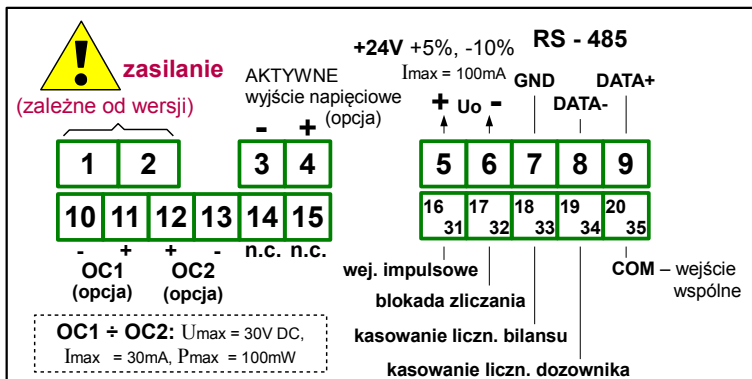 zasilanie
(zależne od wersji)
AKTYWNE
wyjście napięciowe
(opcja)
- +
+24V +5%, -10%
Imax = 100mA
+ Uo -
RS - 485
GND
DATA-
DATA+
1 2 3 4 5 6 7 8 9
10 11 12 13 14 15
16 31 17 32 18 33 19 34 20 35
- + + - n.c. n.c.
OC1
(opcja)
OC2
(opcja)
wej. impulsowe
blokada zliczania
kasowanie liczn. bilansu
kasowanie liczn. dozownika
COM – wejście
wspólne
OC1 ÷ OC2: Umax = 30V DC,
Imax = 30mA, Pmax = 100mW